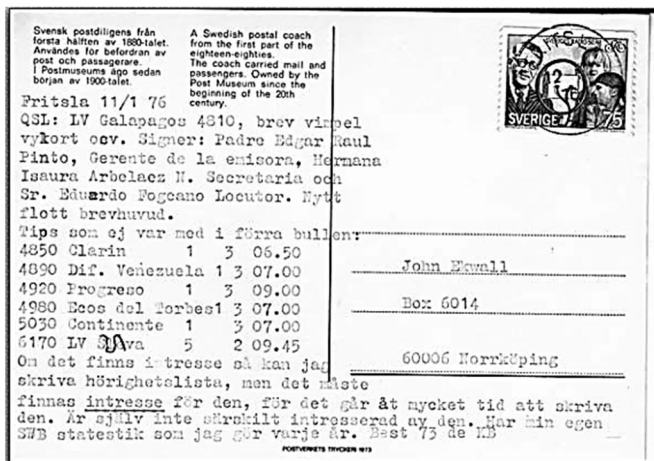 Svensk postdiligens från
första hälften av 1880-talet.
Användes för befordran av
post och passagerare.
I Postmuseums ägo sedan
början av 1900-talet.
A Swedish postal coach
from the first part of the
eighteen-eighties.
The coach carried mail and
passengers. Owned by the
Post Museum since the
beginning of the 20th
century.
SVERIGE 75
Fritsla 11/1 76
QSL: LV Galapagos 4810, brev vimpel
vykort osv. Signer: Padre Edgar Raul
Pinto, Gerente de la emisora, Hermana
Isaura Arbelaez N. Secretaria och
Sr. Eduardo Fogeano Locutor. Nytt
flott brevhuvud.
Tips som ej var med i förra bullen:
4850 Clarin 1 3 06.50
4890 Dif. Venezuela 1 3 07.00
4920 Progreso 1 3 09.00
4980 Ecos del Torbes1 3 07.00
5030 Continente 1 3 07.00
6170 LV 5 2 09.45
Om det finns intresse så kan jag
skriva hörighetslista, men det måste
finnas intresse för den, för det går åt mycket tid att skriva
den. Är själv inte särskilt intresserad av den. Har min egen
SWB statestik som jag gör varje år. Best 73 de KB
John Ekwall
Box 6014
60006 Norrköping
POSTVERKETS TRYCKERI 1973